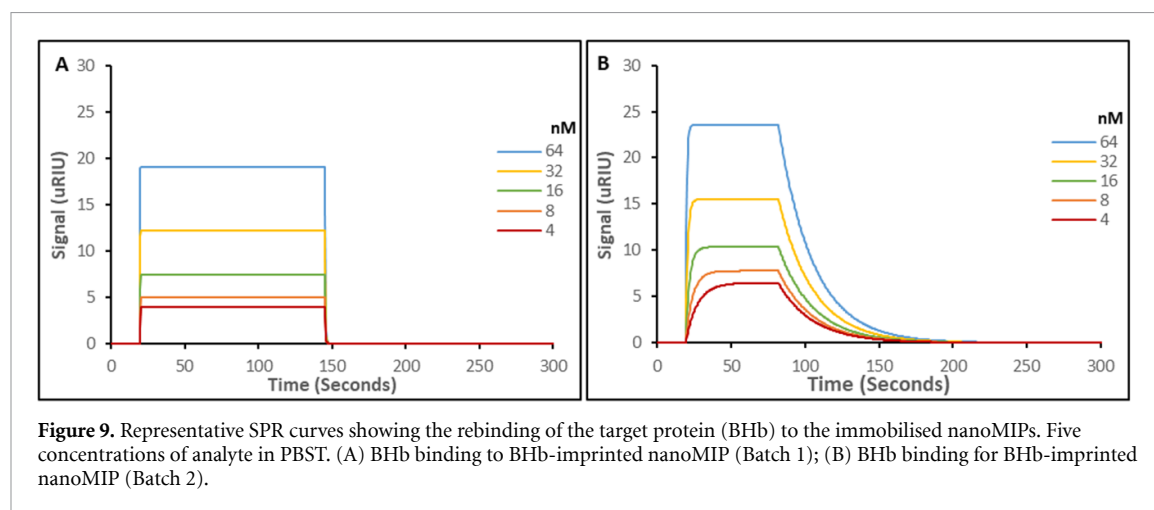 A
30
25
20
15
10
5
0
Signal (uRIU)
0 50 100 150 200 250 300
Time (Seconds)
nM
64
32
16
8
4
B
30
25
20
15
10
5
0
Signal (uRIU)
0 50 100 150 200 250 300
Time (Seconds)
nM
64
32
16
8
4
Figure 9. Representative SPR curves showing the rebinding of the target protein (BHb) to the immobilised nanoMIPs. Five
concentrations of analyte in PBST. (A) BHb binding to BHb-imprinted nanoMIP (Batch 1); (B) BHb binding for BHb-imprinted
nanoMIP (Batch 2).